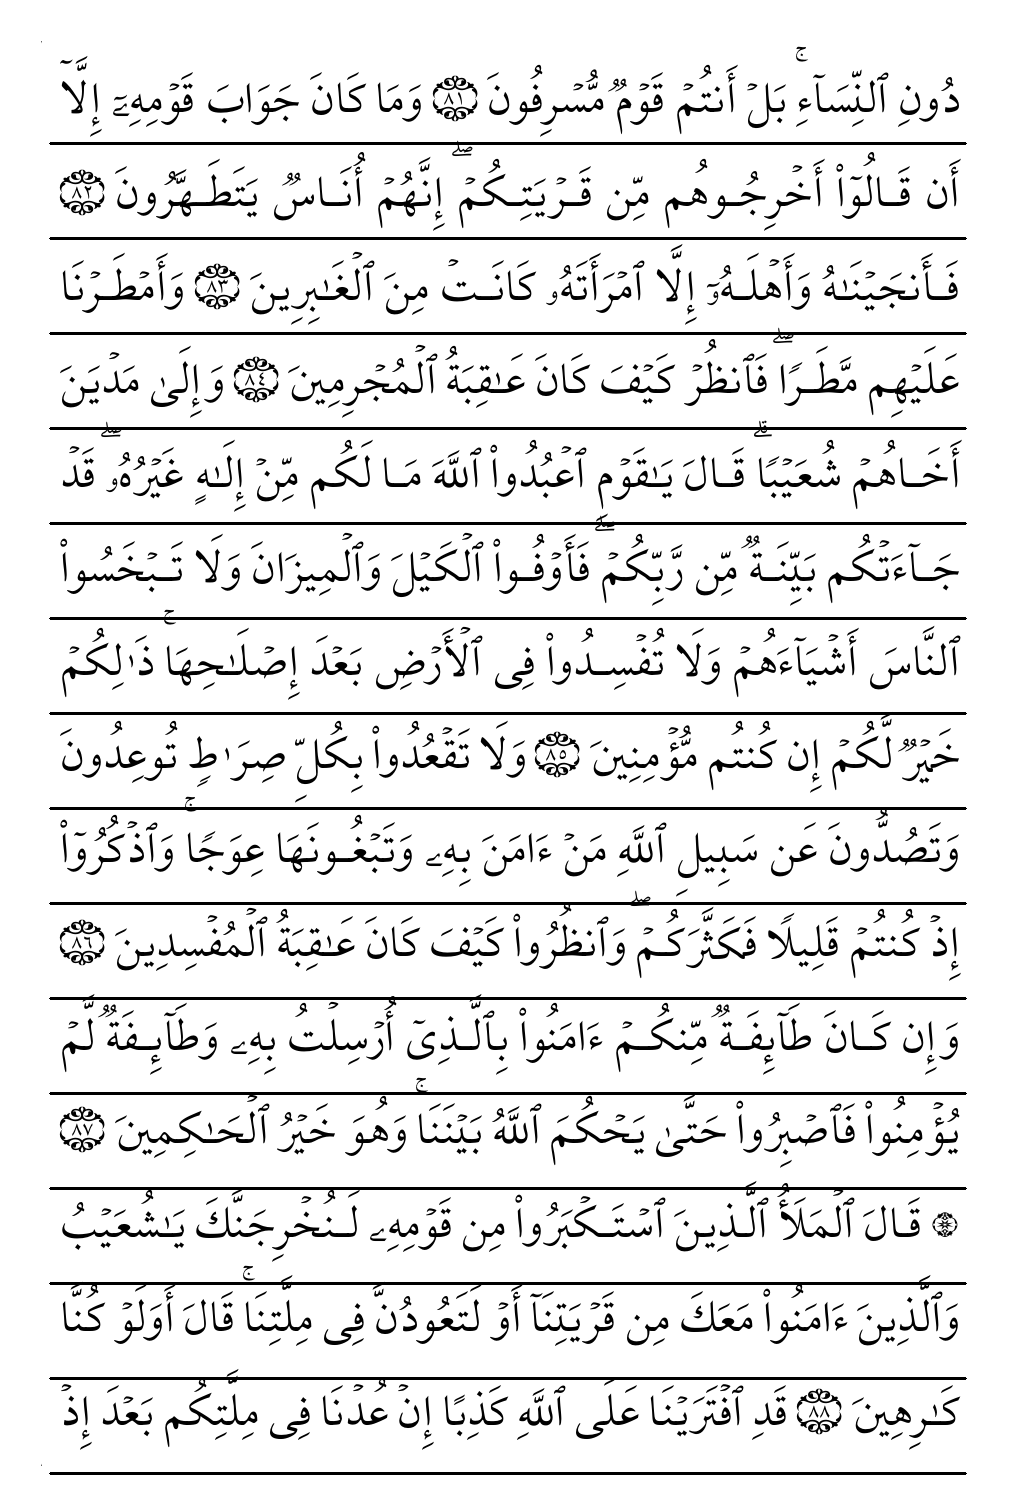 دُونِ ٱلنِّسَآءِۚ بَلۡ أَنتُمۡ قَوۡمٞ مُّسۡرِفُونَ ٨١ وَمَا كَانَ جَوَابَ قَوۡمِهِۦٓ إِلَّآ
أَن قَالُوٓاْ أَخۡرِجُوهُم مِّن قَرۡيَتِكُمۡۖ إِنَّهُمۡ أُنَاسٞ يَتَطَهَّرُونَ ٨٢
فَأَنجَيۡنَٰهُ وَأَهۡلَهُۥٓ إِلَّا ٱمۡرَأَتَهُۥ كَانَتۡ مِنَ ٱلۡغَٰبِرِينَ ٨٣ وَأَمۡطَرۡنَا
عَلَيۡهِم مَّطَرٗاۖ فَٱنظُرۡ كَيۡفَ كَانَ عَٰقِبَةُ ٱلۡمُجۡرِمِينَ ٨٤ وَإِلَىٰ مَدۡيَنَ
أَخَاهُمۡ شُعَيۡبٗاۚ قَالَ يَٰقَوۡمِ ٱعۡبُدُواْ ٱللَّهَ مَا لَكُم مِّنۡ إِلَٰهٍ غَيۡرُهُۥۖ قَدۡ
جَآءَتۡكُم بَيِّنَةٞ مِّن رَّبِّكُمۡۖ فَأَوۡفُواْ ٱلۡكَيۡلَ وَٱلۡمِيزَانَ وَلَا تَبۡخَسُواْ
ٱلنَّاسَ أَشۡيَآءَهُمۡ وَلَا تُفۡسِدُواْ فِي ٱلۡأَرۡضِ بَعۡدَ إِصۡلَٰحِهَاۚ ذَٰلِكُمۡ
خَيۡرٞ لَّكُمۡ إِن كُنتُم مُّؤۡمِنِينَ ٨٥ وَلَا تَقۡعُدُواْ بِكُلِّ صِرَٰطٖ تُوعِدُونَ
وَتَصُدُّونَ عَن سَبِيلِ ٱللَّهِ مَنۡ ءَامَنَ بِهِۦ وَتَبۡغُونَهَا عِوَجٗاۚ وَٱذۡكُرُوٓاْ
إِذۡ كُنتُمۡ قَلِيلٗا فَكَثَّرَكُمۡۖ وَٱنظُرُواْ كَيۡفَ كَانَ عَٰقِبَةُ ٱلۡمُفۡسِدِينَ ٨٦
وَإِن كَانَ طَآئِفَةٞ مِّنكُمۡ ءَامَنُواْ بِٱلَّذِيٓ أُرۡسِلۡتُ بِهِۦ وَطَآئِفَةٞ لَّمۡ
يُؤۡمِنُواْ فَٱصۡبِرُواْ حَتَّىٰ يَحۡكُمَ ٱللَّهُ بَيۡنَنَاۚ وَهُوَ خَيۡرُ ٱلۡحَٰكِمِينَ ٨٧
۞ قَالَ ٱلۡمَلَأُ ٱلَّذِينَ ٱسۡتَكۡبَرُواْ مِن قَوۡمِهِۦ لَنُخۡرِجَنَّكَ يَٰشُعَيۡبُ
وَٱلَّذِينَ ءَامَنُواْ مَعَكَ مِن قَرۡيَتِنَآ أَوۡ لَتَعُودُنَّ فِي مِلَّتِنَاۚ قَالَ أَوَلَوۡ كُنَّا
كَٰرِهِينَ ٨٨ قَدِ ٱفۡتَرَيۡنَا عَلَى ٱللَّهِ كَذِبًا إِنۡ عُدۡنَا فِي مِلَّتِكُم بَعۡدَ إِذۡ